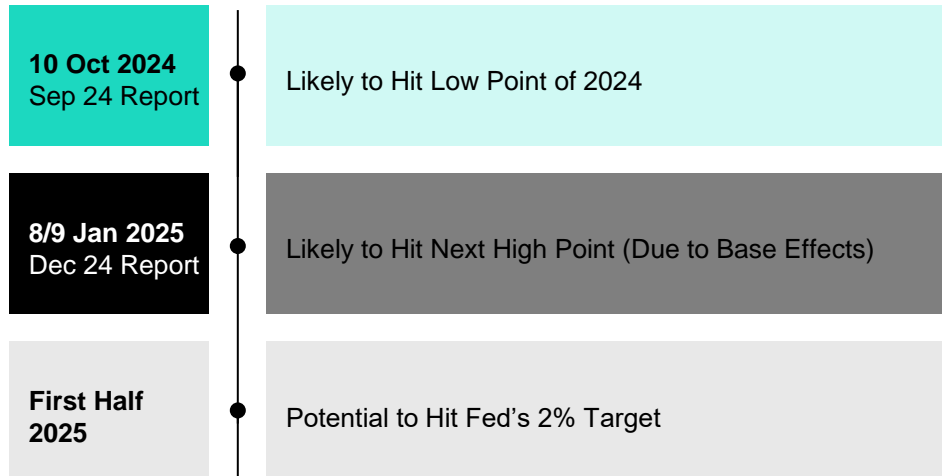 10 Oct 2024
Sep 24 Report
Likely to Hit Low Point of 2024
8/9 Jan 2025
Dec 24 Report
Likely to Hit Next High Point (Due to Base Effects)
First Half
2025
Potential to Hit Fed’s 2% Target